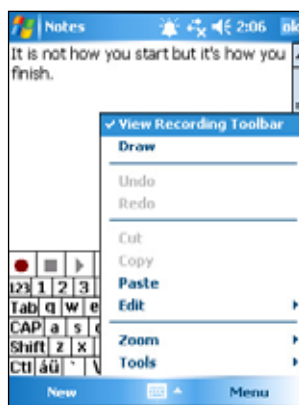 Notes 2:06 ok
It is not how you start but it's how you
finish.
View Recording Toolbar
Draw
Undo
Redo
Cut
Copy
Paste
Edit
Zoom
Tools
123 1 2 3
Tab q w e
CAP a s d
Shift z x
Ctl áü ` \
New Menu